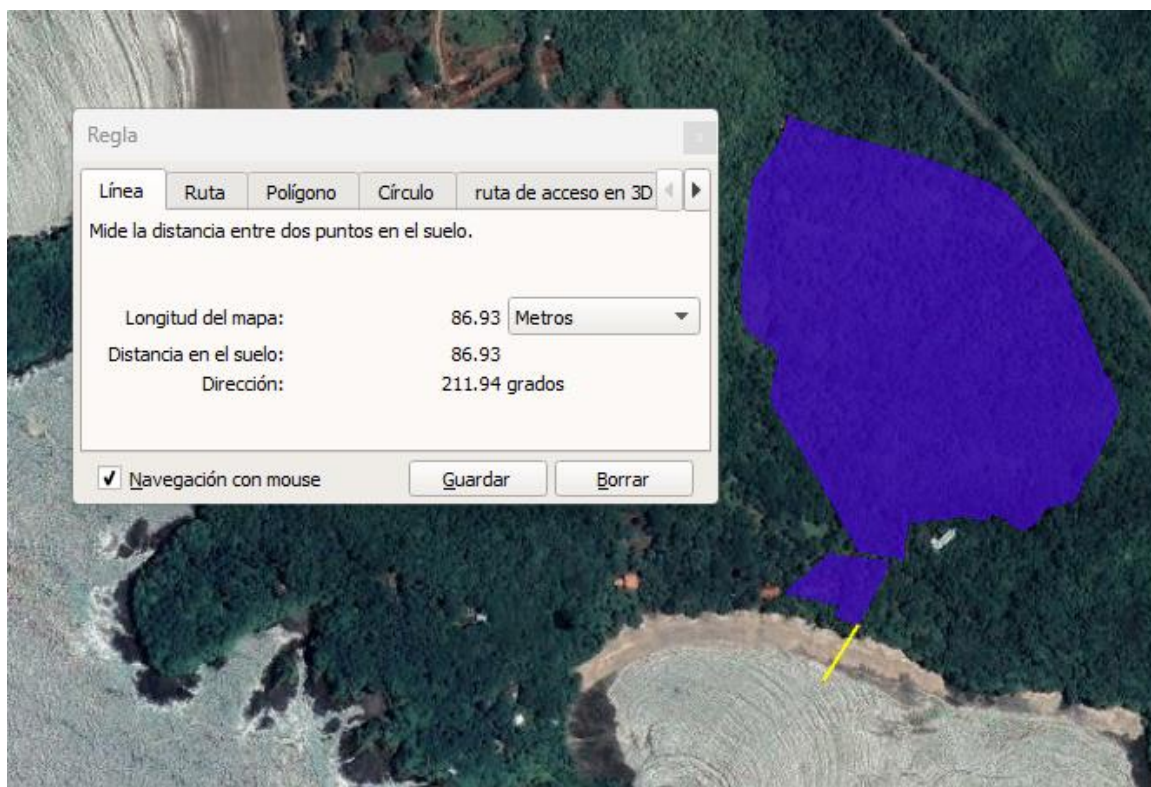 Regla
Línea Ruta Polígono Círculo ruta de acceso en 3D
Mide la distancia entre dos puntos en el suelo.
Longitud del mapa: 86.93 Metros
Distancia en el suelo: 86.93
Dirección: 211.94 grados
Navegación con mouse Guardar Borrar